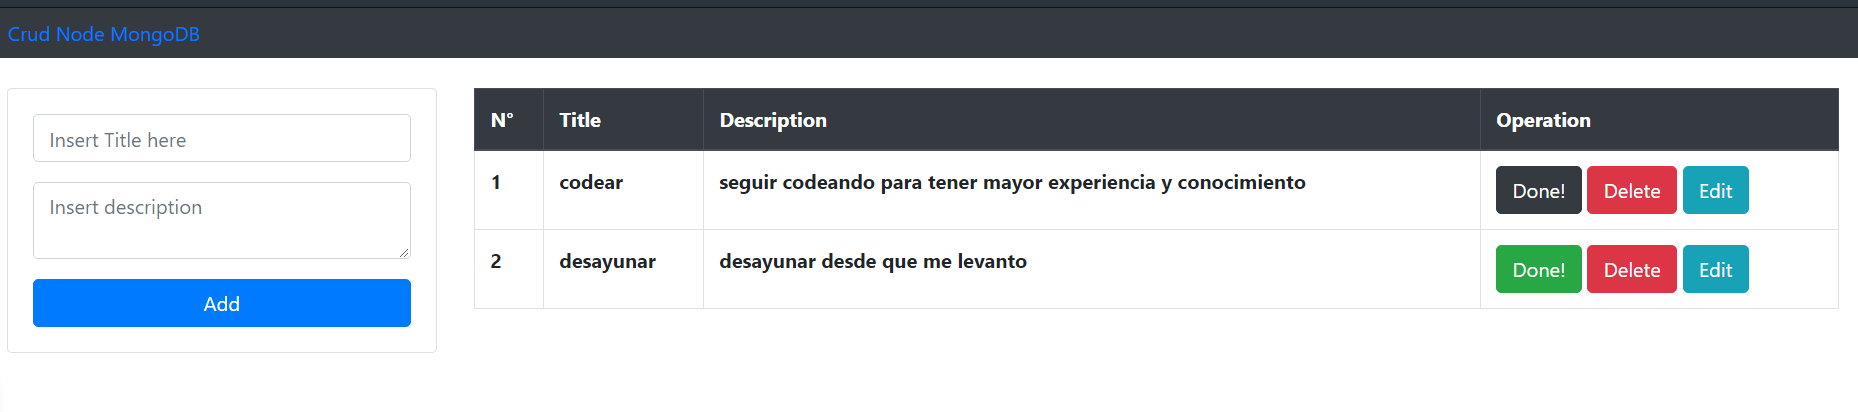 Crud Node MongoDB
Insert Title here
Insert description
Add
N° Title Description Operation
1 codear seguir codeando para tener mayor experiencia y conocimiento Done! Delete Edit
2 desayunar desayunar desde que me levanto Done! Delete Edit